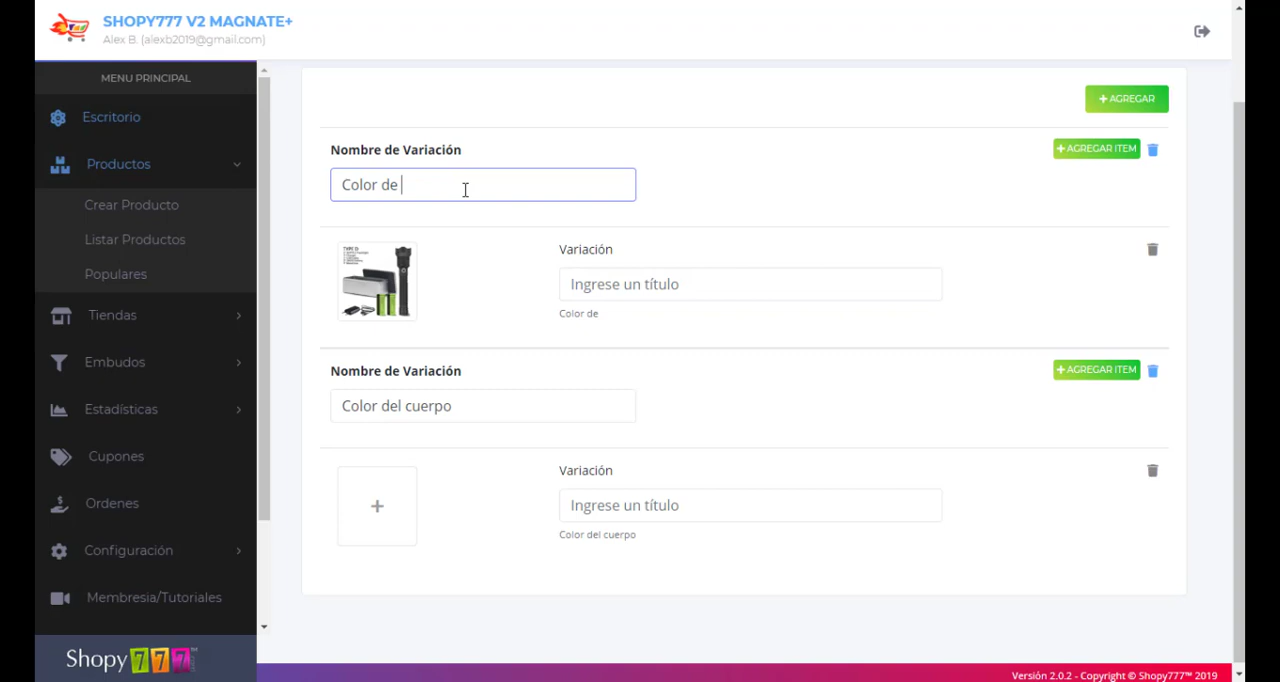 SHOPY777 V2 MAGNATE+
Alex B. (alexb2019@gmail.com)
MENU PRINCIPAL
Escritorio
Productos
Crear Producto
Listar Productos
Populares
Tiendas
Embudos
Estadísticas
Cupones
Ordenes
Configuración
Membresia/Tutoriales
Shopy777™
+ AGREGAR
Nombre de Variación
+ AGREGAR ITEM
Color de
Variación
Ingrese un título
Color de
Nombre de Variación
+ AGREGAR ITEM
Color del cuerpo
+
Variación
Ingrese un título
Color del cuerpo
Versión 2.0.2 - Copyright © Shopy777™ 2019